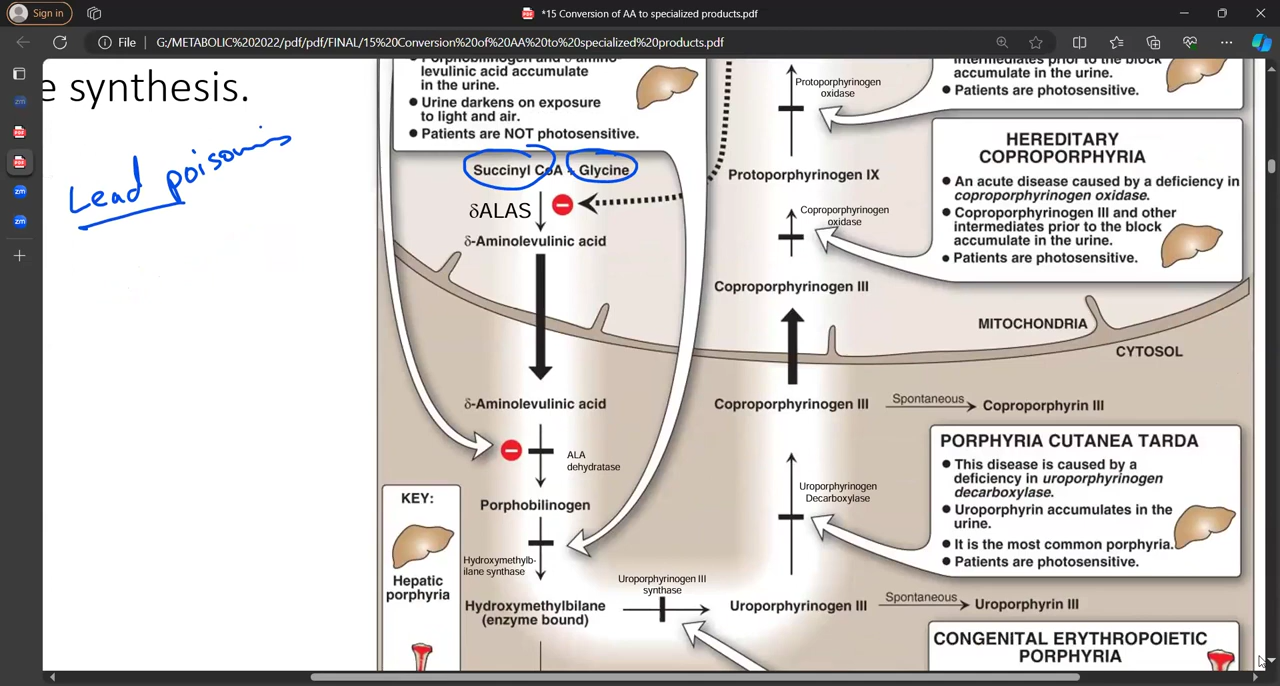 Sign in
*15 Conversion of AA to specialized products.pdf
File
G:/METABOLIC%202022/pdf/pdf/FINAL/15%20Conversion%20of%20AA%20to%20specialized%20products.pdf
e synthesis.
Lead poisoning
levulinic acid accumulate
in the urine.
● Urine darkens on exposure
to light and air.
● Patients are NOT photosensitive.
Succinyl CoA + Glycine
δALAS
δ-Aminolevulinic acid
δ-Aminolevulinic acid
ALA
dehydratase
Porphobilinogen
Hydroxymethylb-
ilane synthase
Hydroxymethylbilane
(enzyme bound)
KEY:
Hepatic
porphyria
Uroporphyrinogen III
synthase
Uroporphyrinogen III
Spontaneous
Uroporphyrin III
Uroporphyrinogen
Decarboxylase
Coproporphyrinogen III
Spontaneous
Coproporphyrin III
Coproporphyrinogen III
Coproporphyrinogen
oxidase
Protoporphyrinogen IX
Protoporphyrinogen
oxidase
MITOCHONDRIA
CYTOSOL
intermediates prior to the block
accumulate in the urine.
● Patients are photosensitive.
HEREDITARY
COPROPORPHYRIA
● An acute disease caused by a deficiency in
coproporphyrinogen oxidase.
● Coproporphyrinogen III and other
intermediates prior to the block
accumulate in the urine.
● Patients are photosensitive.
PORPHYRIA CUTANEA TARDA
● This disease is caused by a
deficiency in uroporphyrinogen
decarboxylase.
● Uroporphyrin accumulates in the
urine.
● It is the most common porphyria.
● Patients are photosensitive.
CONGENITAL ERYTHROPOIETIC
PORPHYRIA